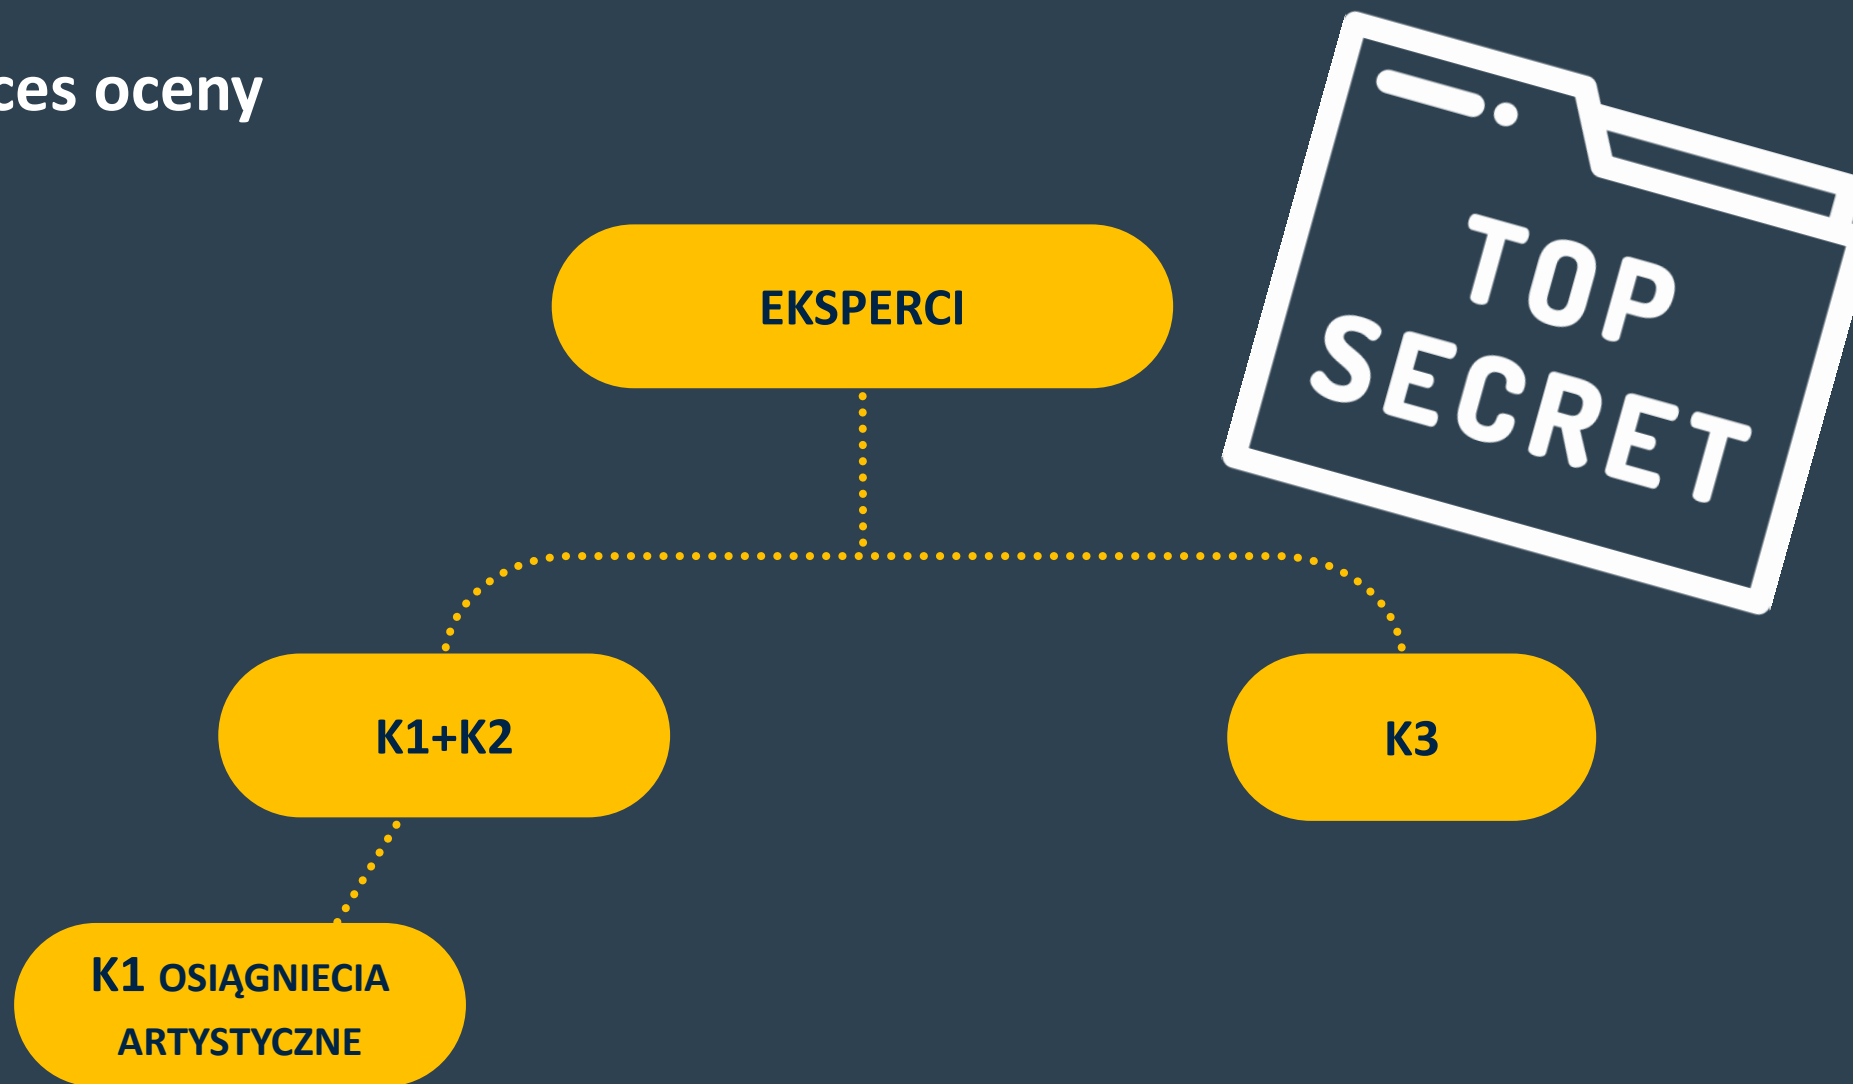 ces oceny
TOP
SECRET
EKSPERCI
K1+K2
K3
K1 OSIĄGNIECIA
ARTYSTYCZNE